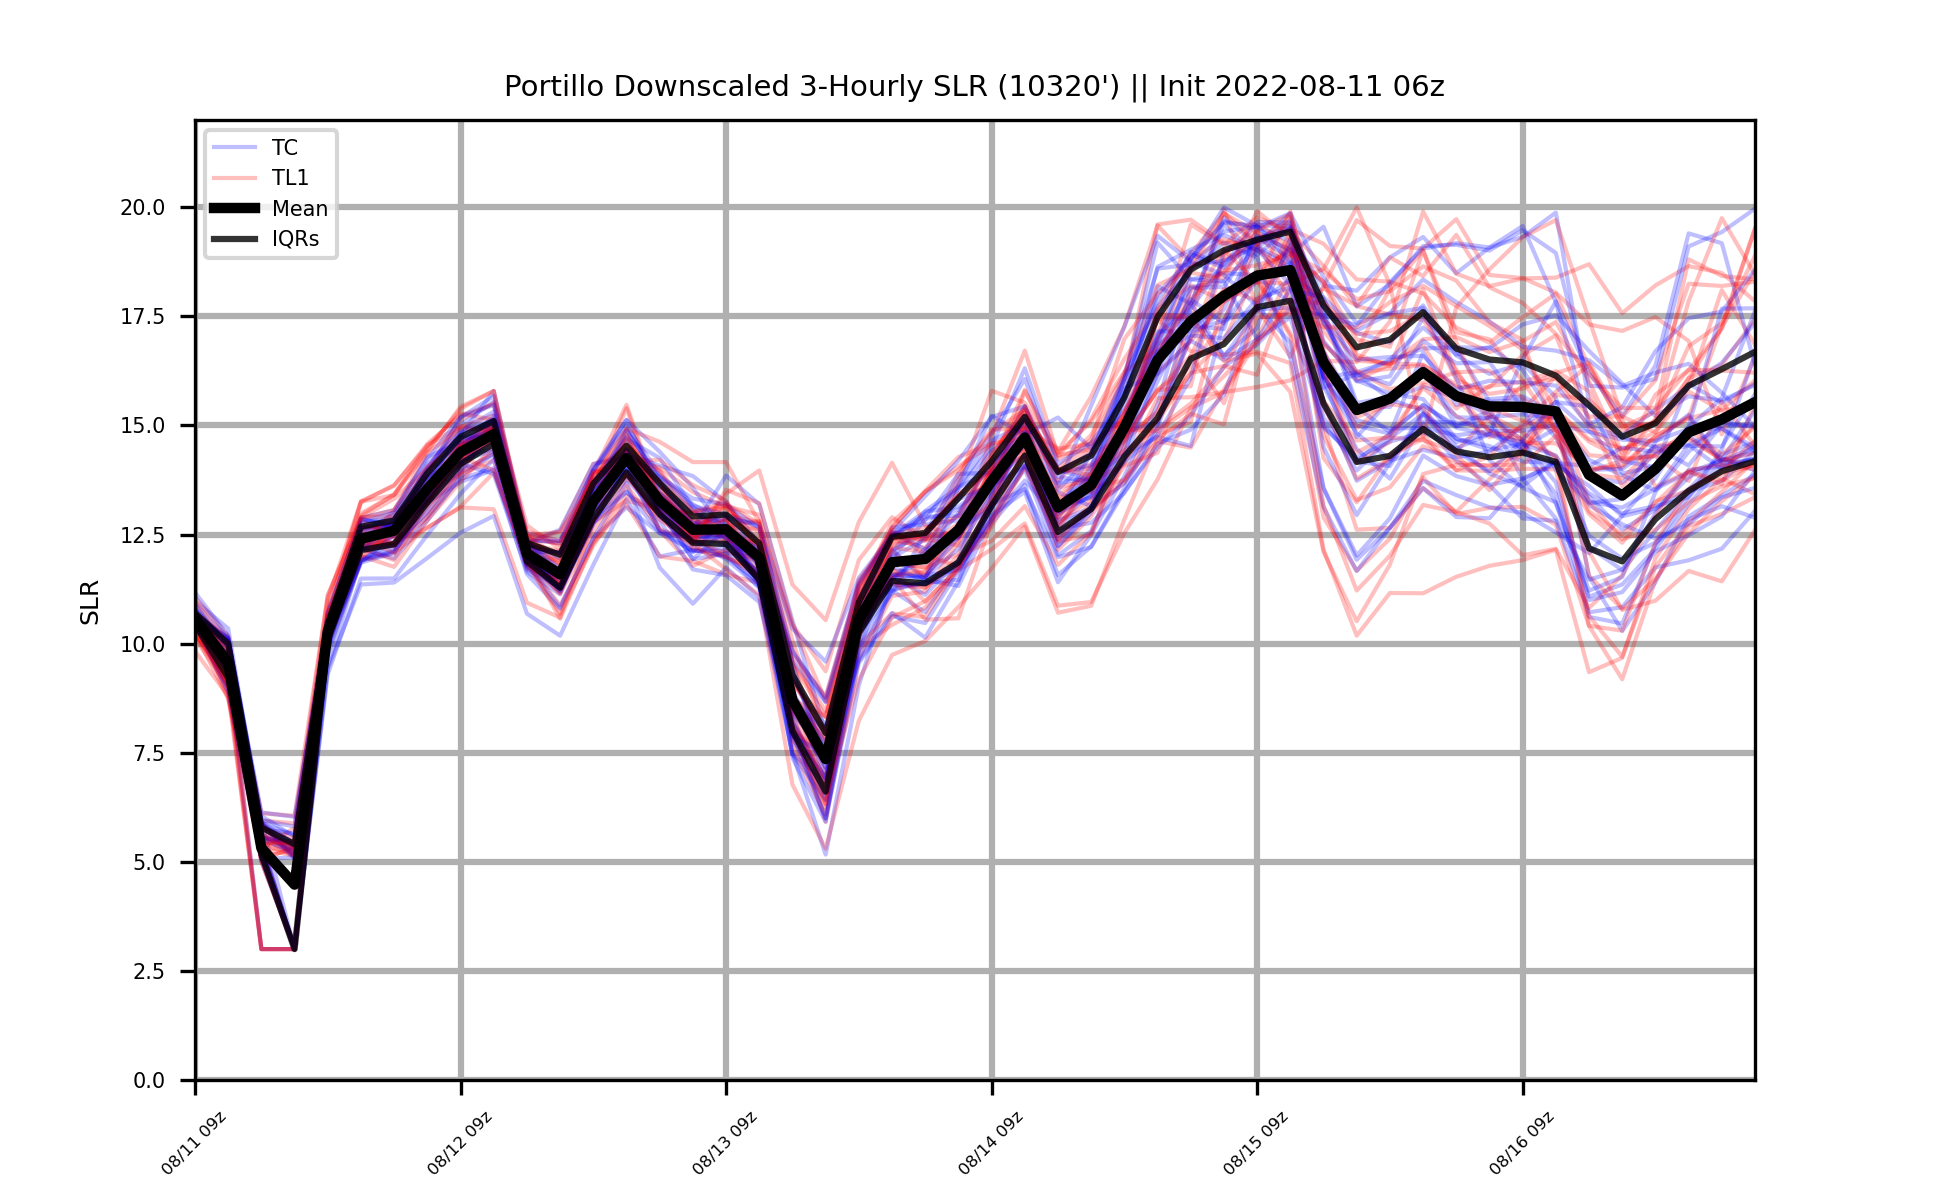 Portillo Downscaled 3-Hourly SLR (10320') || Init 2022-08-11 06z
TC
TL1
Mean
IQRs
SLR
20.0
17.5
15.0
12.5
10.0
7.5
5.0
2.5
0.0
08/11 09z
08/12 09z
08/13 09z
08/14 09z
08/15 09z
08/16 09z